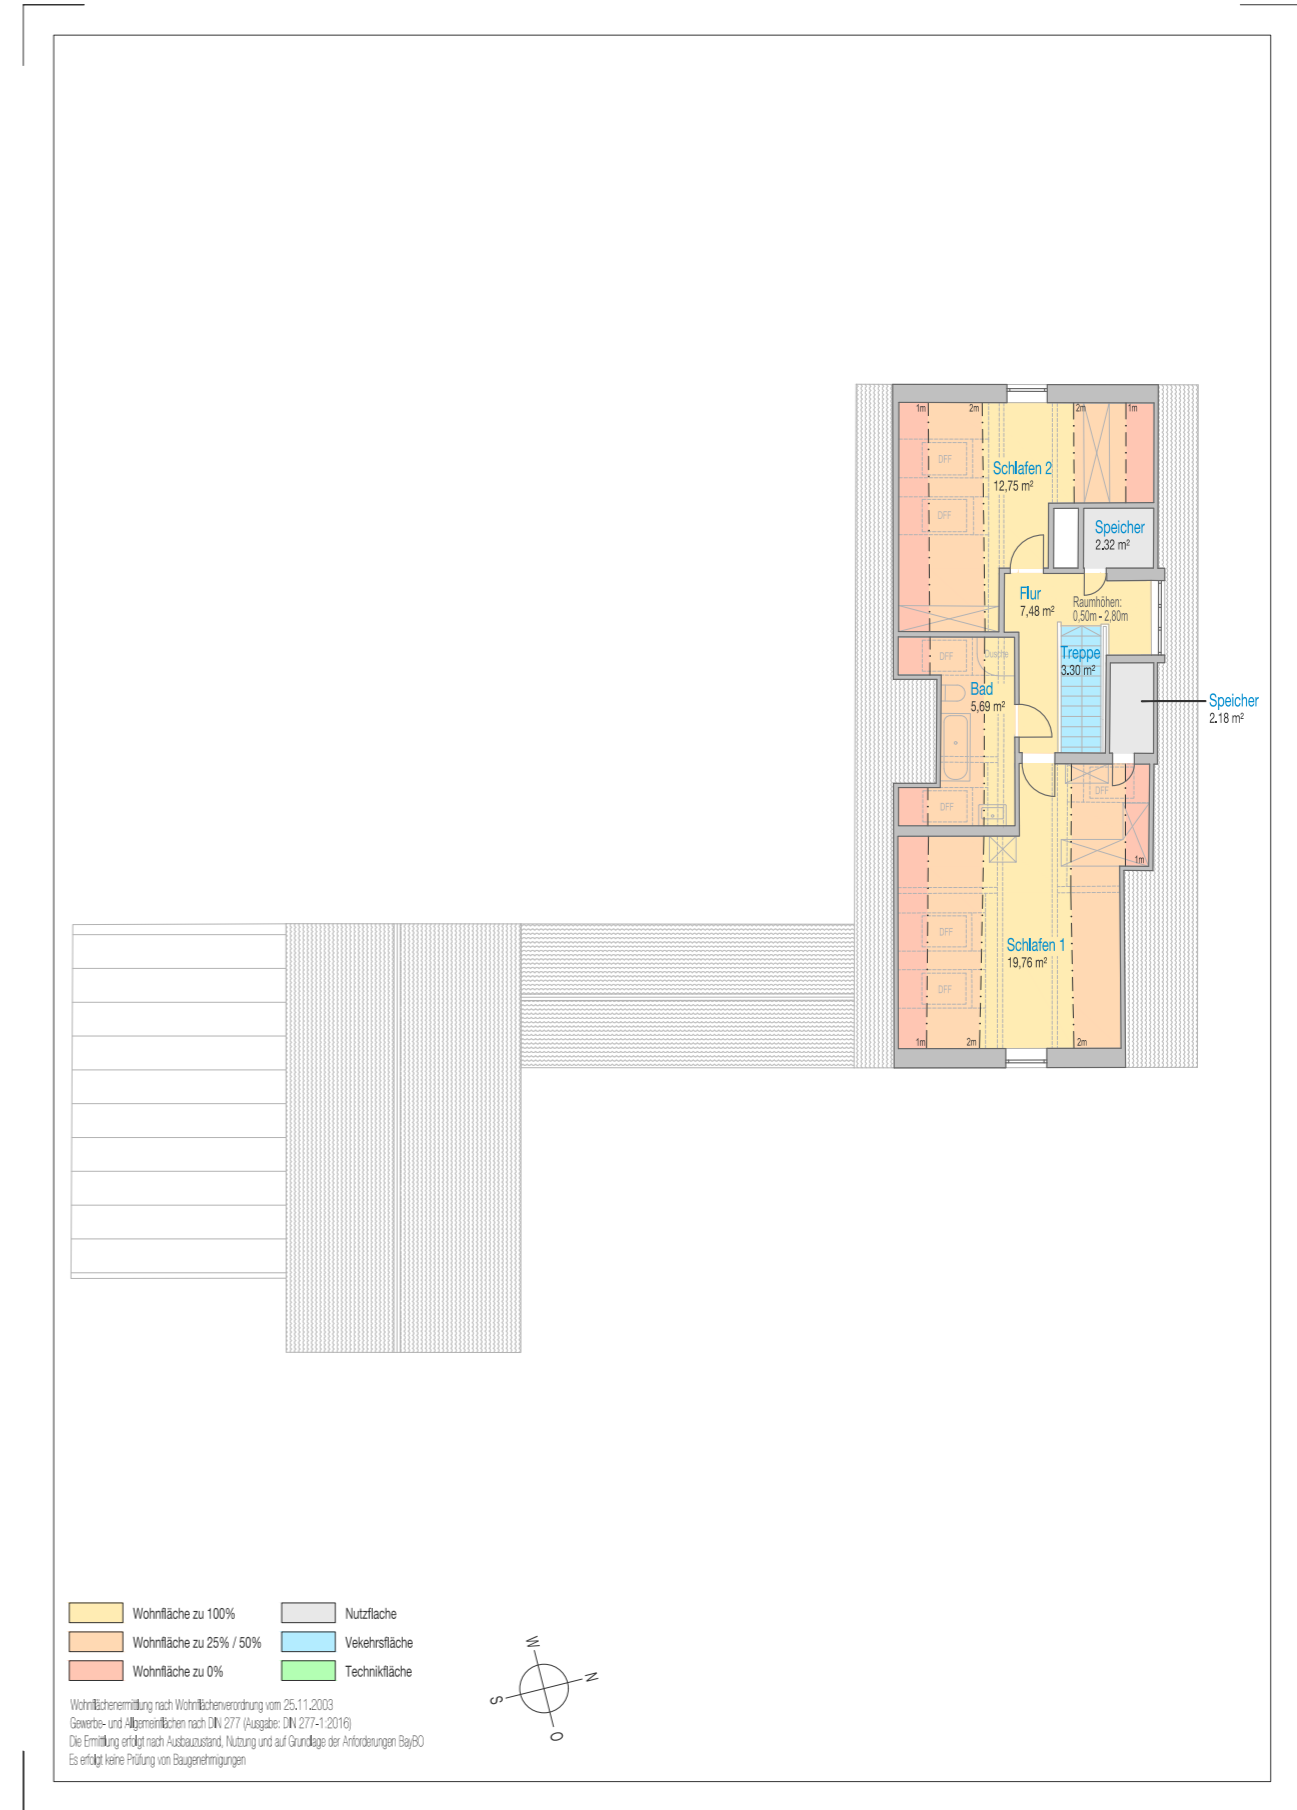 1m
2m
2m
1m
DFF
Schlafen 2
12,75 m²
DFF
Speicher
2.32 m²
Flur
7,48 m²
Raumhöhen:
0,50m - 2,80m
DFF
Dusche
Treppe
3.30 m²
Bad
5,69 m²
Speicher
2.18 m²
DFF
DFF
1m
DFF
Schlafen 1
19,76 m²
DFF
1m
2m
2m
Wohnfläche zu 100%
Nutzflache
Wohnfläche zu 25% / 50%
Vekehrsfläche
Wohnfläche zu 0%
Technikfläche
W
N
S
O
Wohnflächenermittlung nach Wohnflächenverordnung vom 25.11.2003
Gewerbe- und Allgemeinflächen nach DIN 277 (Ausgabe: DIN 277-1:2016)
Die Ermittlung erfolgt nach Ausbauzustand, Nutzung und auf Grundlage der Anforderungen BayBO
Es erfolgt keine Prüfung von Baugenehmigungen